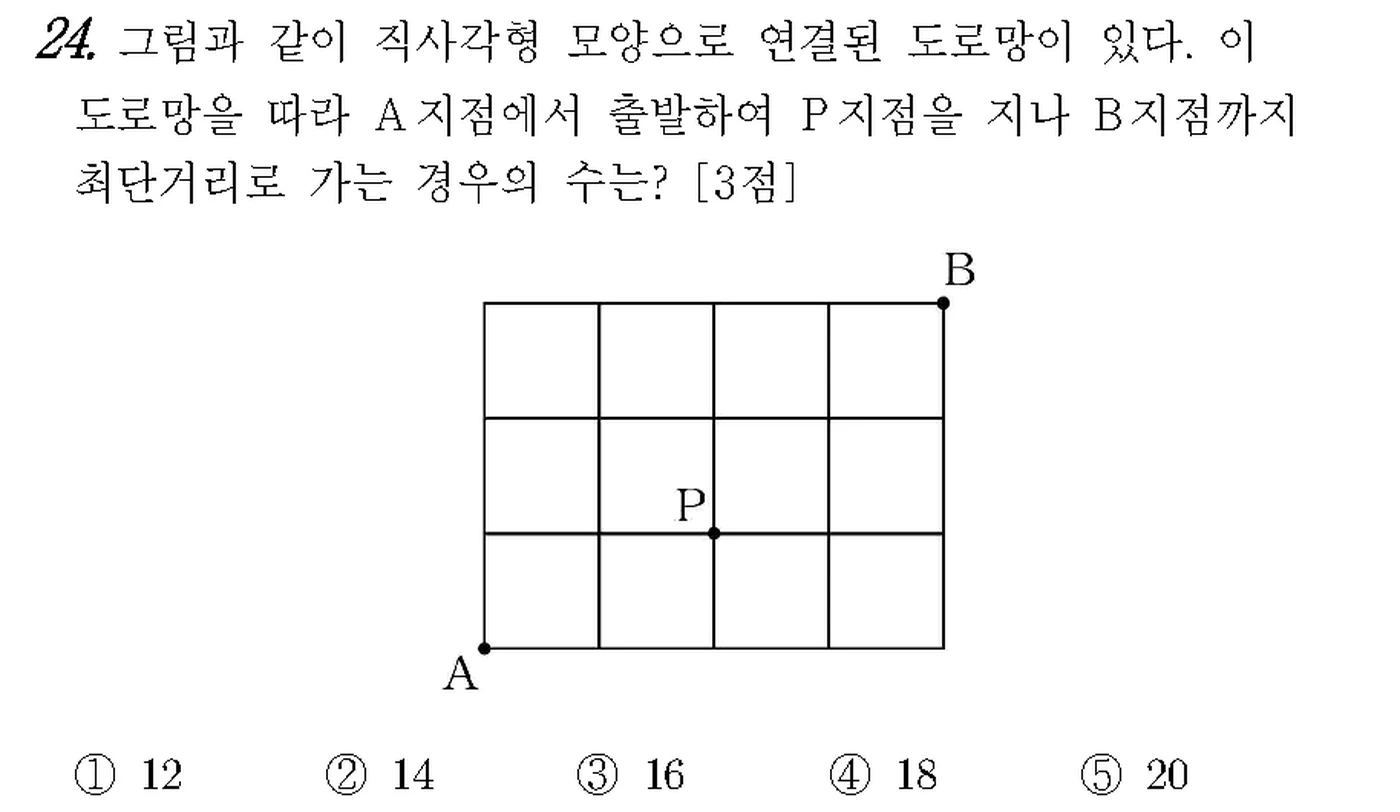 24. 그림과 같이 직사각형 모양으로 연결된 도로망이 있다. 이
도로망을 따라 A지점에서 출발하여 P지점을 지나 B지점까지
최단거리로 가는 경우의 수는? [3점]
B
P
A
① 12 ② 14 ③ 16 ④ 18 ⑤ 20